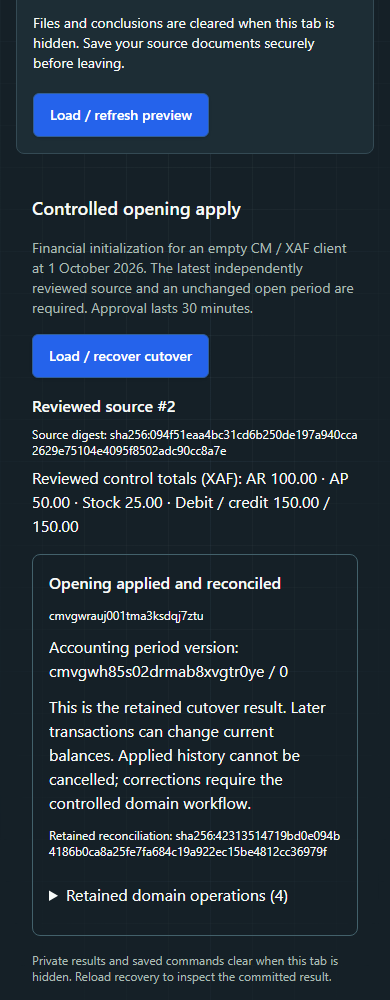 Files and conclusions are cleared when this tab is
hidden. Save your source documents securely
before leaving.
Load / refresh preview
Controlled opening apply
Financial initialization for an empty CM / XAF client
at 1 October 2026. The latest independently
reviewed source and an unchanged open period are
required. Approval lasts 30 minutes.
Load / recover cutover
Reviewed source #2
Source digest: sha256:094f51eaa4bc31cd6b250de197a940cca
2629e75104e4095f8502adc90cc8a7e
Reviewed control totals (XAF): AR 100.00 · AP
50.00 · Stock 25.00 · Debit / credit 150.00 /
150.00
Opening applied and reconciled
cmvgwrauj001tma3ksdqj7ztu
Accounting period version:
cmvgwh85s02drmab8xvgtr0ye / 0
This is the retained cutover result. Later
transactions can change current
balances. Applied history cannot be
cancelled; corrections require the
controlled domain workflow.
Retained reconciliation: sha256:42313514719bd0e094b
4186b0ca8a25fe7fa684c19a922ec15be4812cc36979f
▶ Retained domain operations (4)
Private results and saved commands clear when this tab is
hidden. Reload recovery to inspect the committed result.